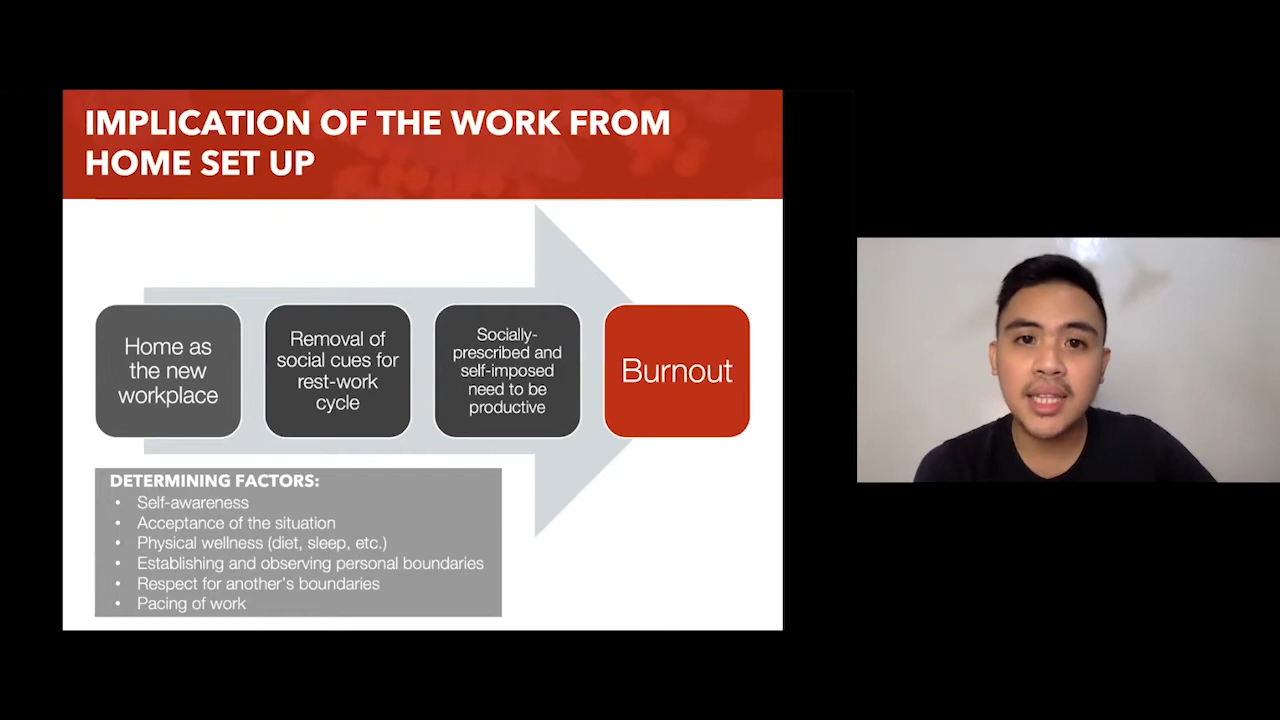 IMPLICATION OF THE WORK FROM
HOME SET UP
Home as
the new
workplace
Removal of
social cues for
rest-work
cycle
Socially-
prescribed and
self-imposed
need to be
productive
Burnout
DETERMINING FACTORS:
• Self-awareness
• Acceptance of the situation
• Physical wellness (diet, sleep, etc.)
• Establishing and observing personal boundaries
• Respect for another's boundaries
• Pacing of work